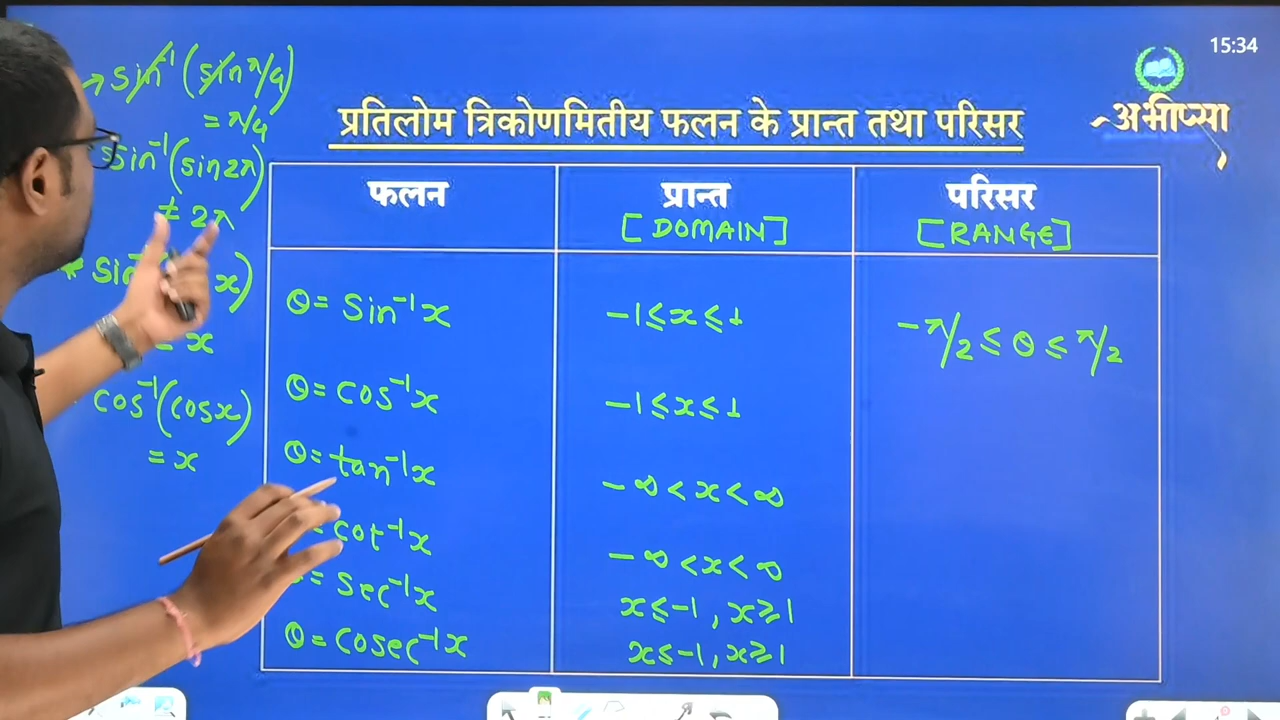 15:34
अभीप्सा
sin⁻¹(sin π/4)
= π/4
sin⁻¹(sin2π)
≠ 2π
* sin x)
= x
cos⁻¹(cosx)
= x
प्रतिलोम त्रिकोणमितीय फलन के प्रान्त तथा परिसर
फलन प्रान्त परिसर
[DOMAIN] [RANGE]
θ = Sin⁻¹x -1≤x≤1 -π/2 ≤ θ ≤ π/2
θ = cos⁻¹x -1≤x≤1
θ = tan⁻¹x -∞<x<∞
= cot⁻¹x -∞<x<∞
= sec⁻¹x x≤-1, x≥1
θ = cosec⁻¹x x≤-1, x≥1